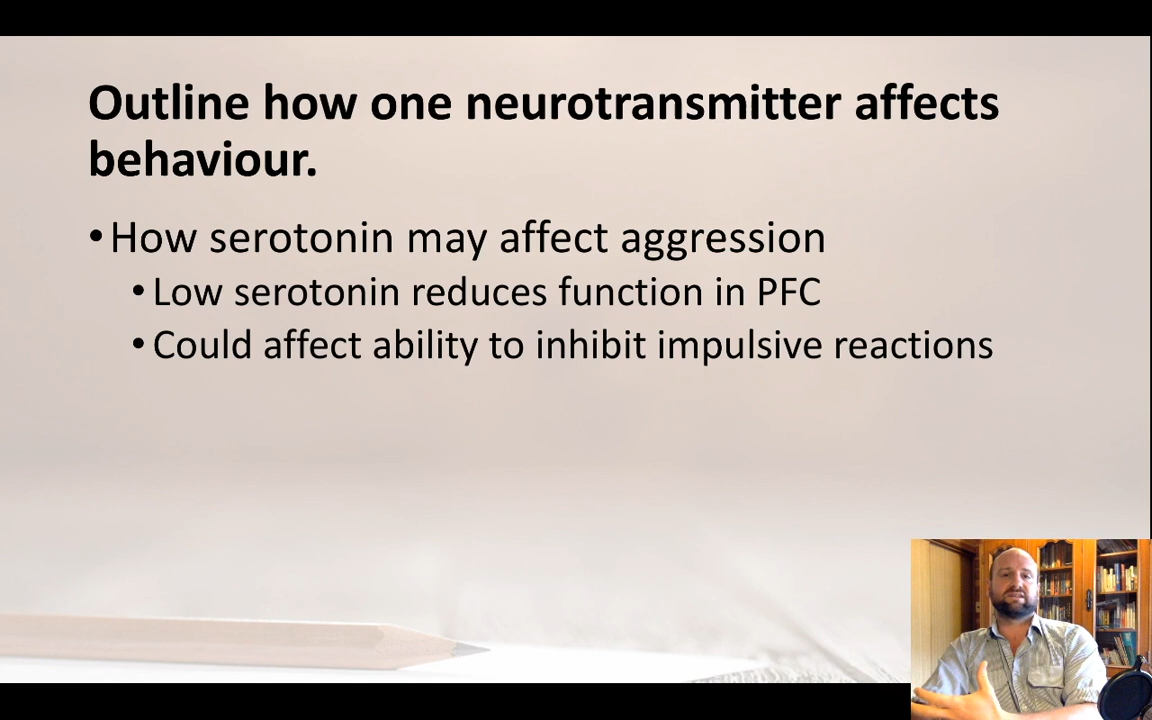 Outline how one neurotransmitter affects
behaviour.
•How serotonin may affect aggression
•Low serotonin reduces function in PFC
•Could affect ability to inhibit impulsive reactions